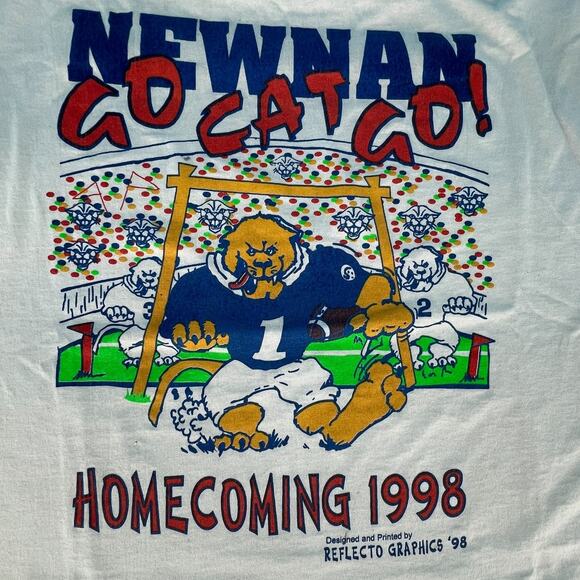 NEWNAN
GO CAT GO!
3
1
2
HOMECOMING 1998
Designed and Printed by
REFLECTO GRAPHICS '98